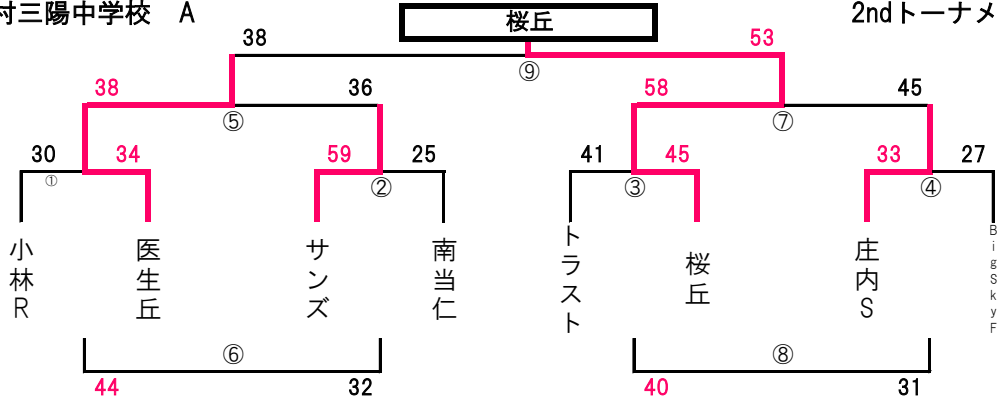 村三陽中学校 A
桜丘
2ndトーナメ
38
53
⑨
38
36
58
45
⑤
⑦
30
34
59
25
41
45
33
27
①
②
③
④
小林R
医生丘
サンズ
南当仁
トラスト
桜丘
庄内S
BigSkyF
⑥
⑧
44
32
40
31